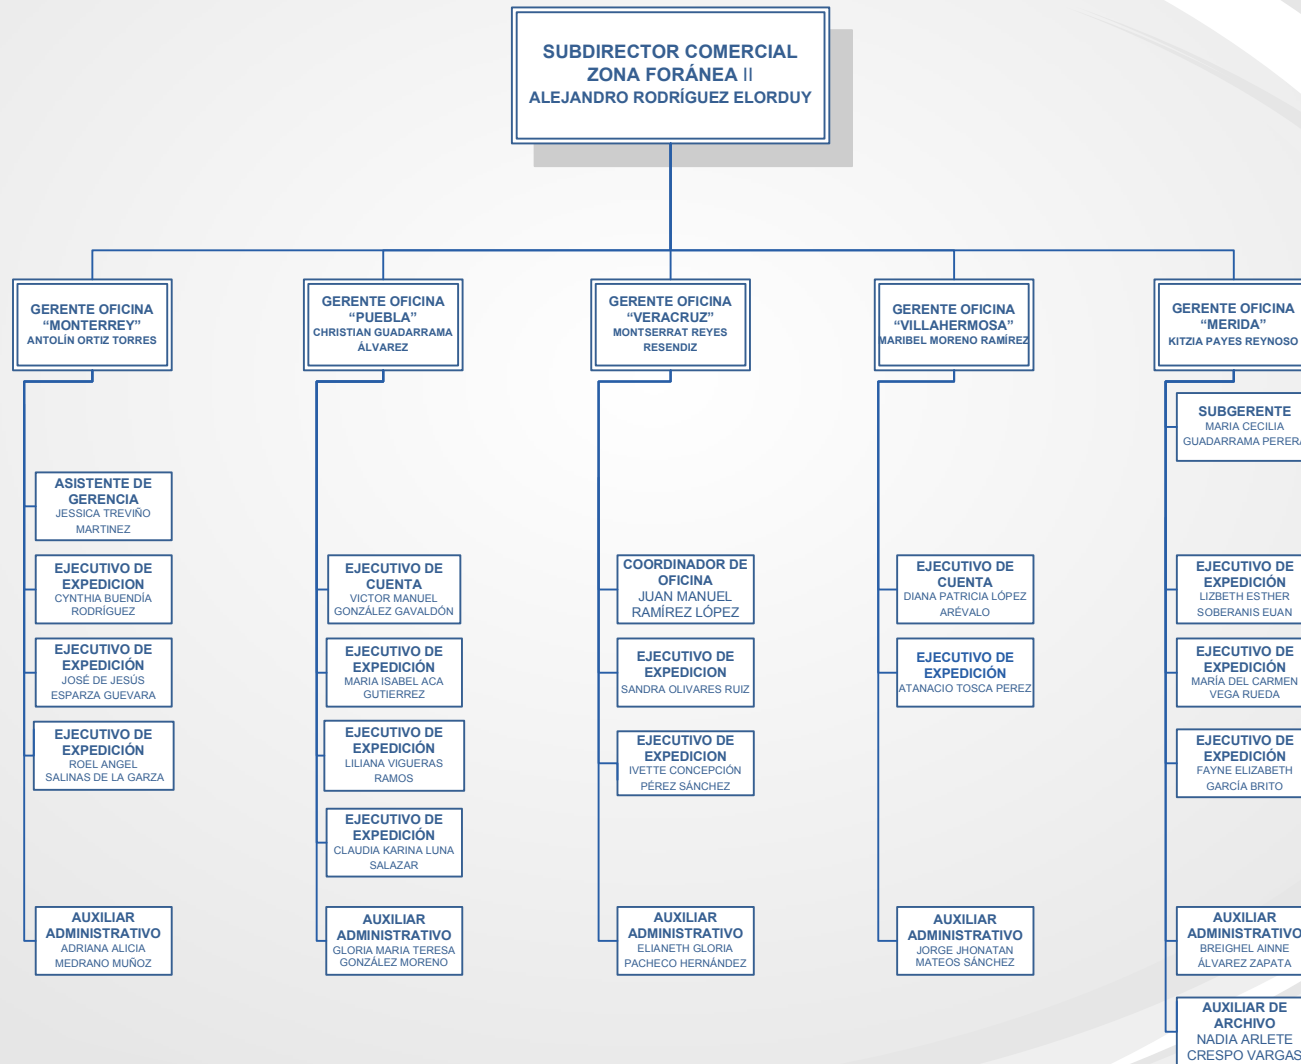 SUBDIRECTOR COMERCIAL
ZONA FORÁNEA II
ALEJANDRO RODRÍGUEZ ELORDUY
GERENTE OFICINA
“MONTERREY”
ANTOLÍN ORTIZ TORRES
ASISTENTE DE
GERENCIA
JESSICA TREVIÑO
MARTINEZ
EJECUTIVO DE
EXPEDICION
CYNTHIA BUENDÍA
RODRÍGUEZ
EJECUTIVO DE
EXPEDICIÓN
JOSÉ DE JESÚS
ESPARZA GUEVARA
EJECUTIVO DE
EXPEDICIÓN
ROEL ANGEL
SALINAS DE LA GARZA
AUXILIAR
ADMINISTRATIVO
ADRIANA ALICIA
MEDRANO MUÑOZ
GERENTE OFICINA
“PUEBLA”
CHRISTIAN GUADARRAMA
ÁLVAREZ
EJECUTIVO DE
CUENTA
VICTOR MANUEL
GONZÁLEZ GAVALDÓN
EJECUTIVO DE
EXPEDICIÓN
MARIA ISABEL ACA
GUTIERREZ
EJECUTIVO DE
EXPEDICIÓN
LILIANA VIGUERAS
RAMOS
EJECUTIVO DE
EXPEDICIÓN
CLAUDIA KARINA LUNA
SALAZAR
AUXILIAR
ADMINISTRATIVO
GLORIA MARIA TERESA
GONZÁLEZ MORENO
GERENTE OFICINA
“VERACRUZ”
MONTSERRAT REYES
RESENDIZ
COORDINADOR DE
OFICINA
JUAN MANUEL
RAMÍREZ LÓPEZ
EJECUTIVO DE
EXPEDICION
SANDRA OLIVARES RUIZ
EJECUTIVO DE
EXPEDICION
IVETTE CONCEPCIÓN
PÉREZ SÁNCHEZ
AUXILIAR
ADMINISTRATIVO
ELIANETH GLORIA
PACHECO HERNÁNDEZ
GERENTE OFICINA
“VILLAHERMOSA”
MARIBEL MORENO RAMÍREZ
EJECUTIVO DE
CUENTA
DIANA PATRICIA LÓPEZ
ARÉVALO
EJECUTIVO DE
EXPEDICIÓN
ATANACIO TOSCA PEREZ
AUXILIAR
ADMINISTRATIVO
JORGE JHONATAN
MATEOS SÁNCHEZ
GERENTE OFICINA
“MERIDA”
KITZIA PAYES REYNOSO
SUBGERENTE
MARIA CECILIA
GUADARRAMA PERERA
EJECUTIVO DE
EXPEDICIÓN
LIZBETH ESTHER
SOBERANIS EUAN
EJECUTIVO DE
EXPEDICIÓN
MARÍA DEL CARMEN
VEGA RUEDA
EJECUTIVO DE
EXPEDICIÓN
FAYNE ELIZABETH
GARCÍA BRITO
AUXILIAR
ADMINISTRATIVO
BREIGHEL AINNE
ÁLVAREZ ZAPATA
AUXILIAR DE
ARCHIVO
NADIA ARLETE
CRESPO VARGAS